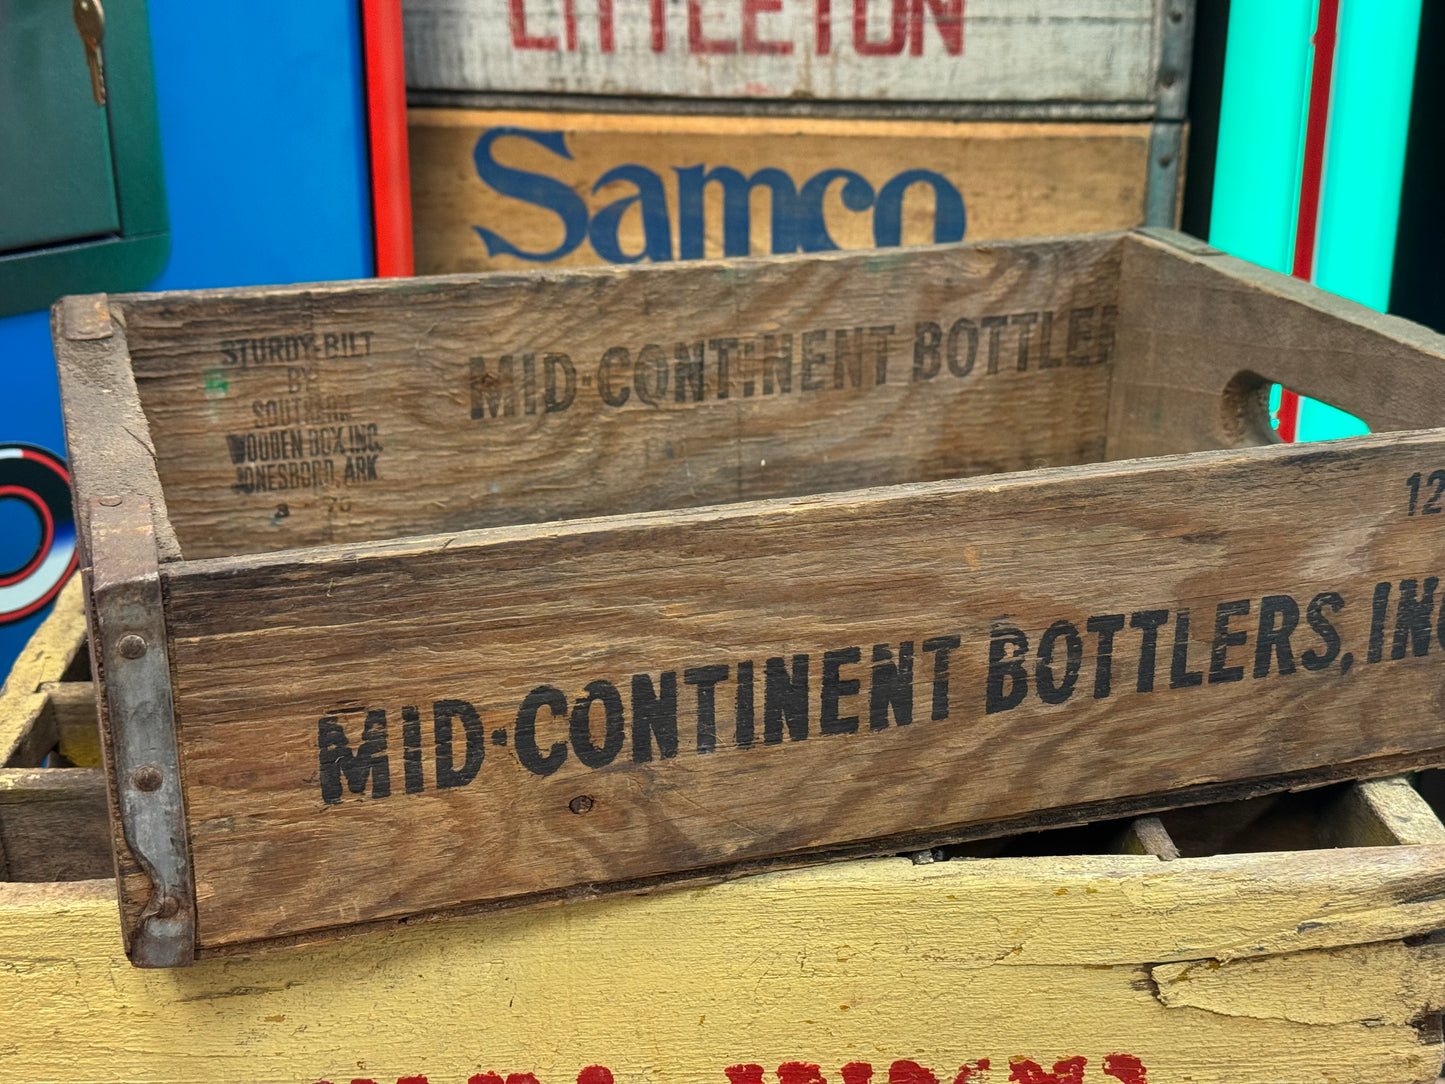 LITTLETON
Samco
STURDY-BILT
BY
SOUTHERN
WOODEN BOX, INC.
JONESBORO, ARK.
MID-CONTINENT BOTTLER
12
MID-CONTINENT BOTTLERS, INC